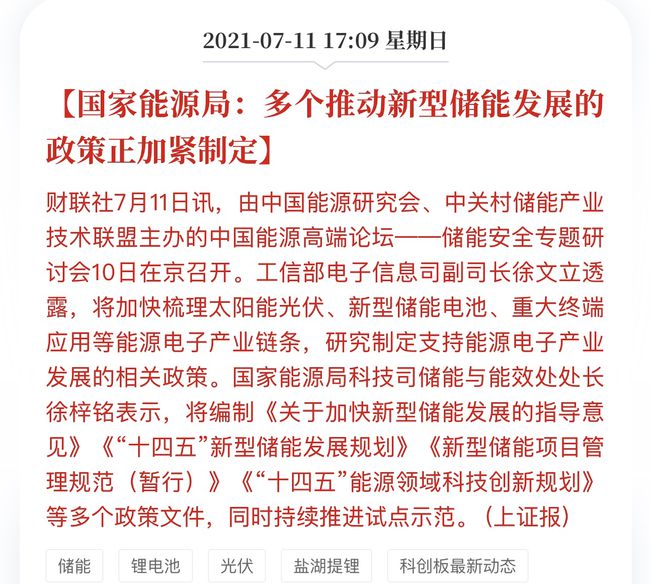 2021-07-11 17:09 星期日
【国家能源局：多个推动新型储能发展的
政策正加紧制定】
财联社7月11日讯，由中国能源研究会、中关村储能产业
技术联盟主办的中国能源高端论坛——储能安全专题研
讨会10日在京召开。工信部电子信息司副司长徐文立透
露，将加快梳理太阳能光伏、新型储能电池、重大终端
应用等能源电子产业链条，研究制定支持能源电子产业
发展的相关政策。国家能源局科技司储能与能效处处长
徐梓铭表示，将编制《关于加快新型储能发展的指导意
见》《“十四五”新型储能发展规划》《新型储能项目管
理规范（暂行）》《“十四五”能源领域科技创新规划》
等多个政策文件，同时持续推进试点示范。（上证报）
储能 锂电池 光伏 盐湖提锂 科创板最新动态